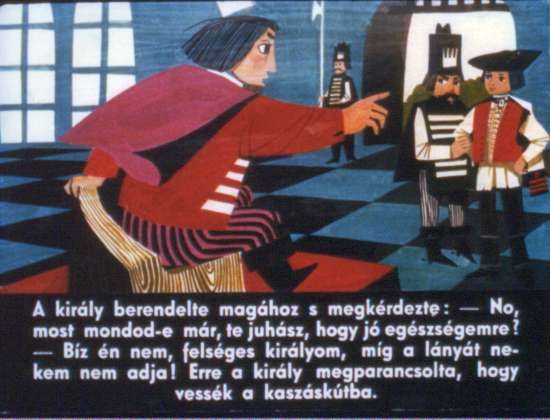 A király berendelte magához s megkérdezte: — No,
most mondod-e már, te juhász, hogy jó egészségemre?
— Bíz én nem, felséges királyom, míg a lányát ne-
kem nem adja! Erre a király megparancsolta, hogy
vessék a kaszáskútba.